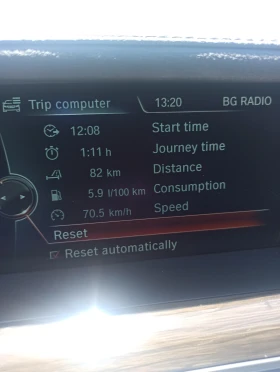 Trip computer 13:20 BG RADIO
12:08 Start time
1:11 h Journey time
82 km Distance
5.9 l/100 km Consumption
70.5 km/h Speed
Reset
Reset automatically